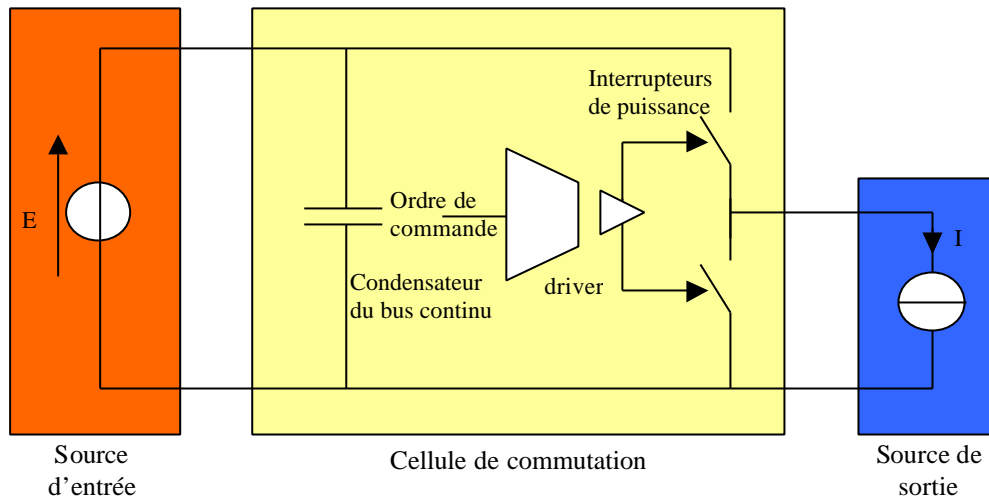 Interrupteurs
de puissance
E
Ordre de
commande
I
Condensateur
du bus continu
driver
Source
d'entrée
Cellule de commutation
Source de
sortie